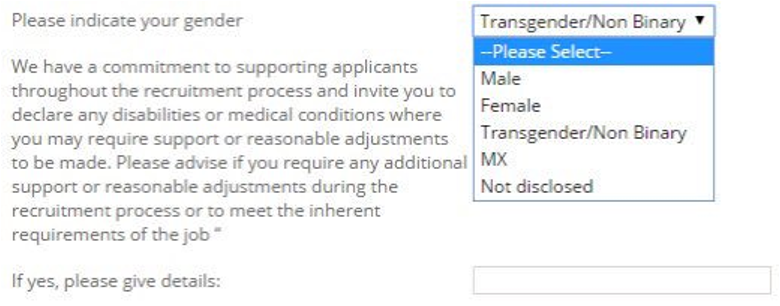 Please indicate your gender
Transgender/Non Binary ▼
--Please Select--
Male
Female
Transgender/Non Binary
MX
Not disclosed
We have a commitment to supporting applicants
throughout the recruitment process and invite you to
declare any disabilities or medical conditions where
you may require support or reasonable adjustments
to be made. Please advise if you require any additional
support or reasonable adjustments during the
recruitment process or to meet the inherent
requirements of the job "
If yes, please give details: